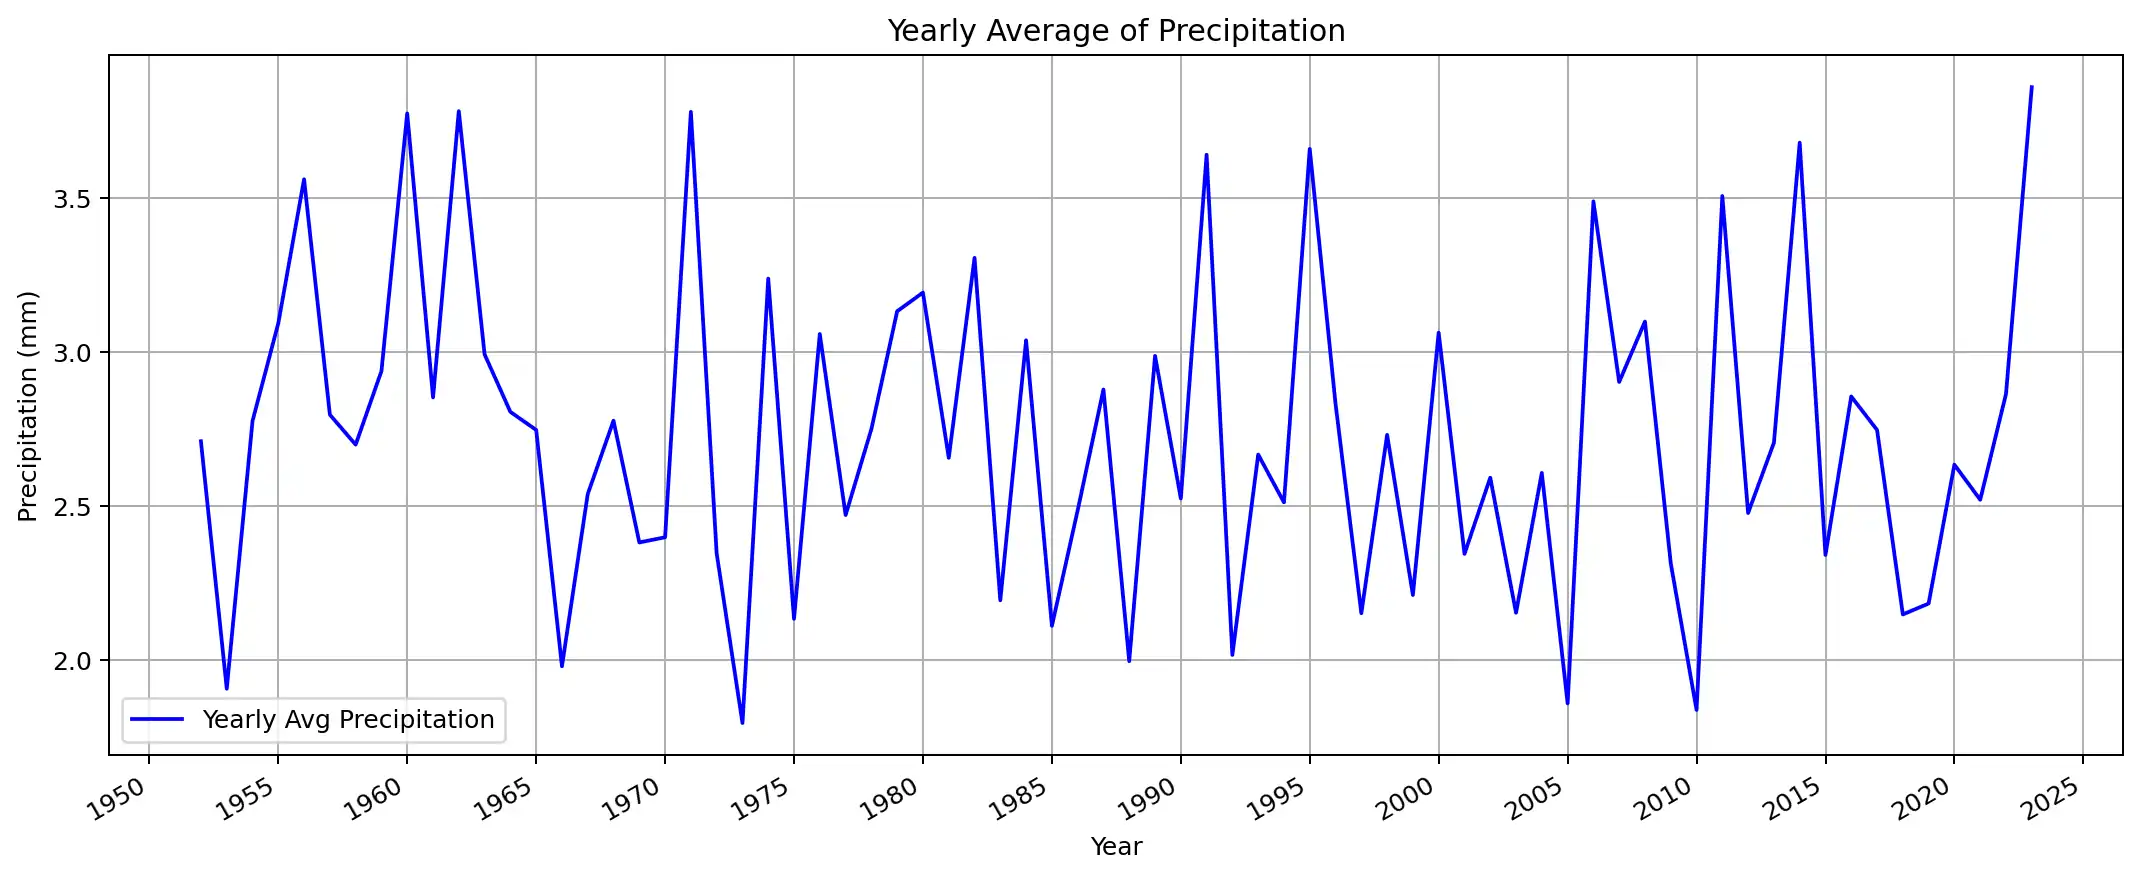 Yearly Average of Precipitation
Precipitation (mm)
3.5
3.0
2.5
2.0
Yearly Avg Precipitation
1950 1955 1960 1965 1970 1975 1980 1985 1990 1995 2000 2005 2010 2015 2020 2025
Year